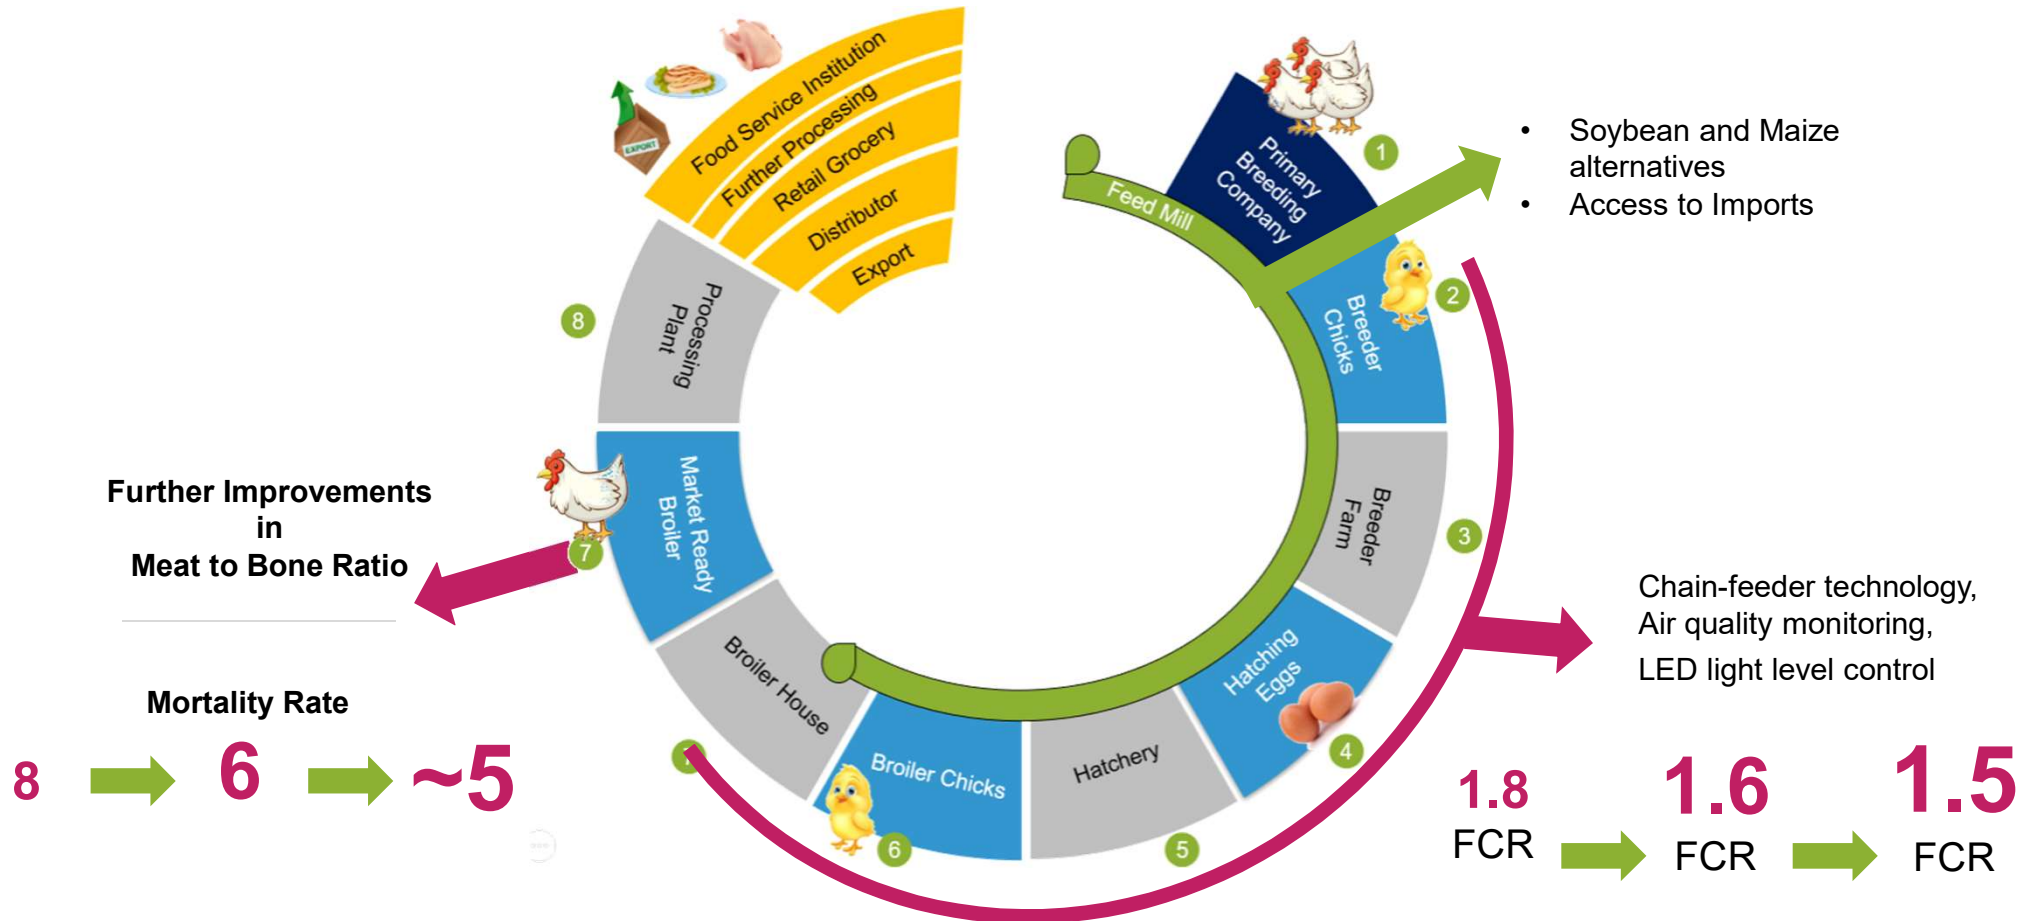 Food Service Institution
Further Processing
Retail Grocery
Distributor
Export
EXPORT
Feed Mill
Primary
Breeding
Company
1
• Soybean and Maize
alternatives
• Access to Imports
Breeder
Chicks
2
Breeder
Farm
3
Hatching
Eggs
4
Hatchery
5
Broiler Chicks
6
Broiler House
Market Ready
Broiler
7
Processing
Plant
8
Further Improvements
in
Meat to Bone Ratio
Mortality Rate
8
6
~5
Chain-feeder technology,
Air quality monitoring,
LED light level control
1.8
FCR
1.6
FCR
1.5
FCR